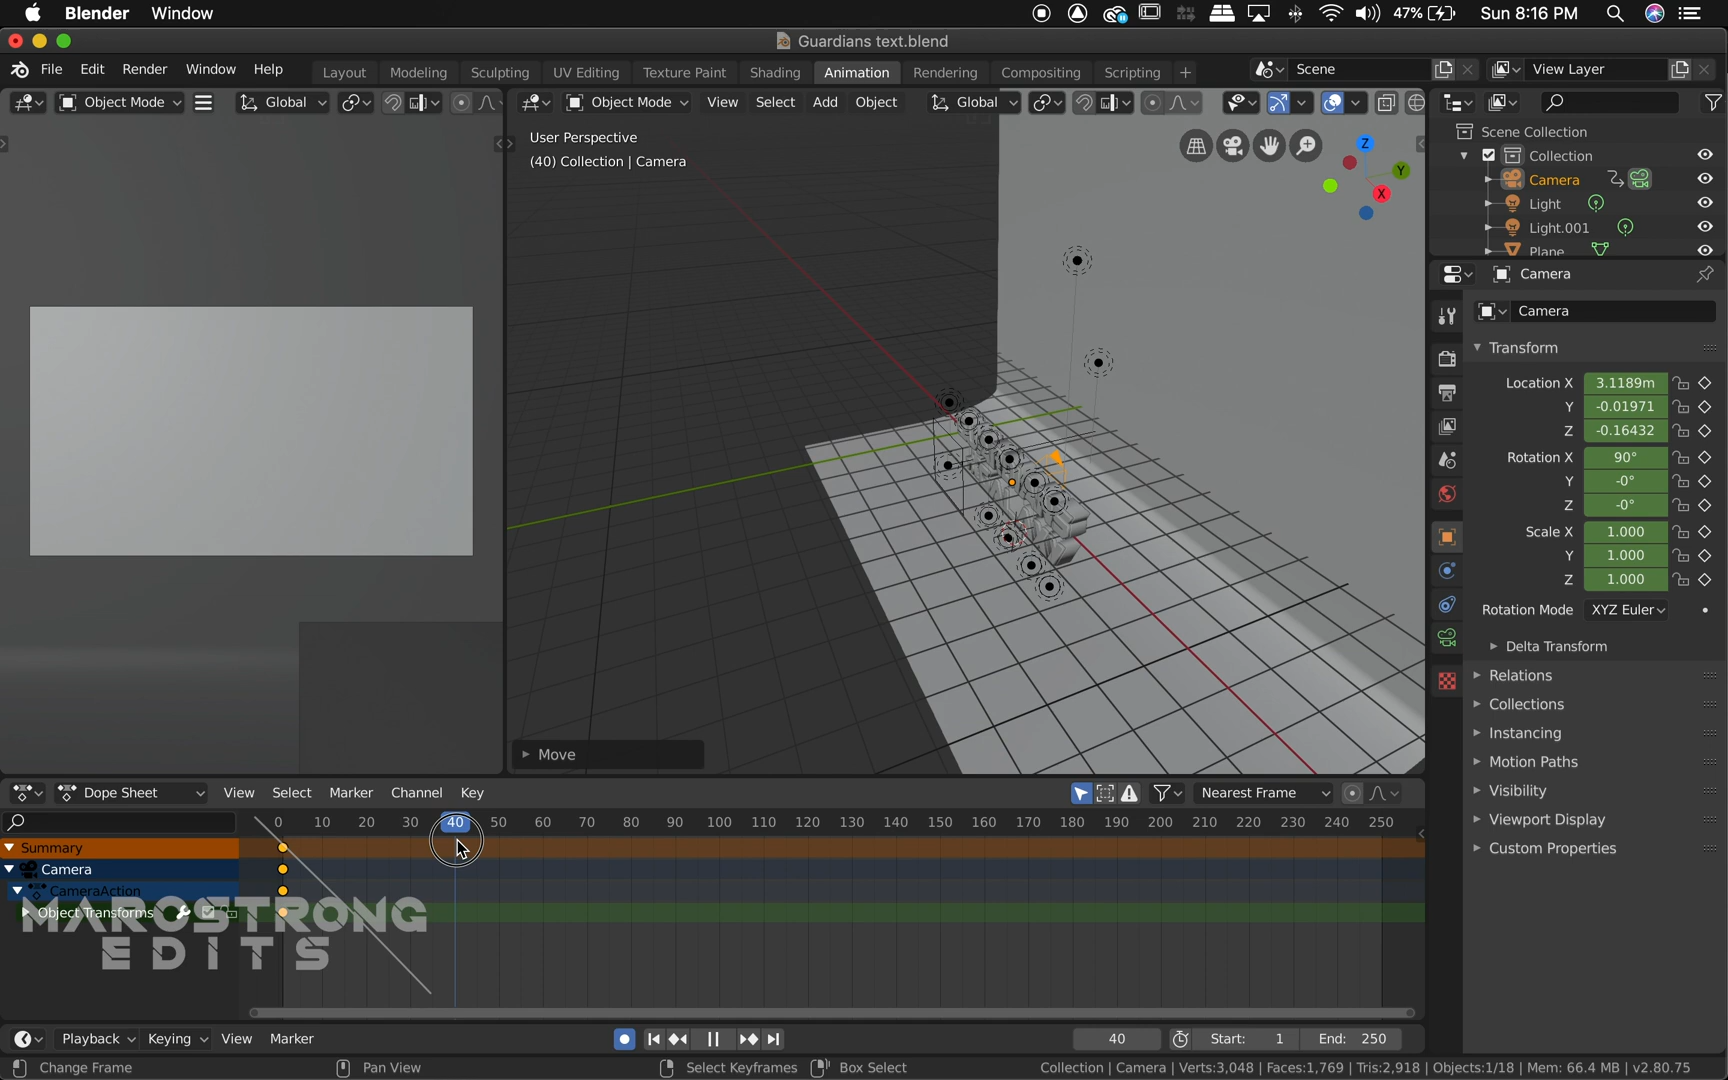 Blender Window 47% Sun 8:16 PM
Guardians text.blend
File Edit Render Window Help Layout Modeling Sculpting UV Editing Texture Paint Shading Animation Rendering Compositing Scripting + Scene View Layer
Object Mode Global Object Mode View Select Add Object Global
User Perspective
(40) Collection | Camera
Z
Y
X
Scene Collection
Collection
Camera
Light
Light.001
Plane
Camera
Camera
Transform
Location X 3.1189m
Y -0.01971
Z -0.16432
Rotation X 90°
Y -0°
Z -0°
Scale X 1.000
Y 1.000
Z 1.000
Rotation Mode XYZ Euler
Delta Transform
Relations
Collections
Instancing
Motion Paths
Visibility
Viewport Display
Custom Properties
Move
Dope Sheet View Select Marker Channel Key Nearest Frame
0 10 20 30 40 50 60 70 80 90 100 110 120 130 140 150 160 170 180 190 200 210 220 230 240 250
Summary
Camera
CameraAction
Object Transforms
MAROSTRONG
EDITS
Playback Keying View Marker 40 Start: 1 End: 250
Change Frame Pan View Select Keyframes Box Select Collection | Camera | Verts:3,048 | Faces:1,769 | Tris:2,918 | Objects:1/18 | Mem: 66.4 MB | v2.80.75